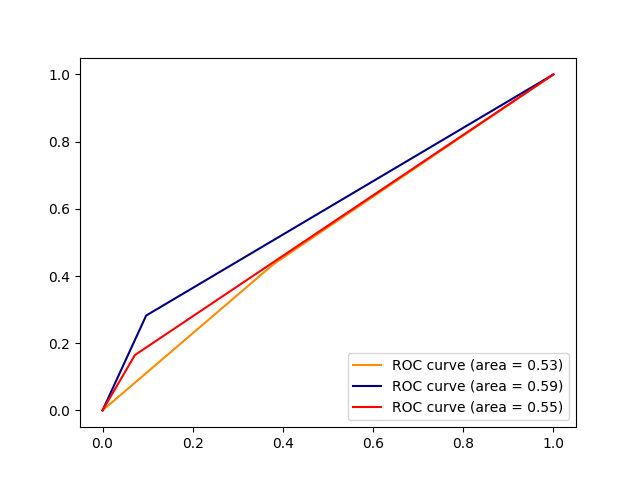 1.0
0.8
0.6
0.4
0.2
0.0
0.0 0.2 0.4 0.6 0.8 1.0
ROC curve (area = 0.53)
ROC curve (area = 0.59)
ROC curve (area = 0.55)